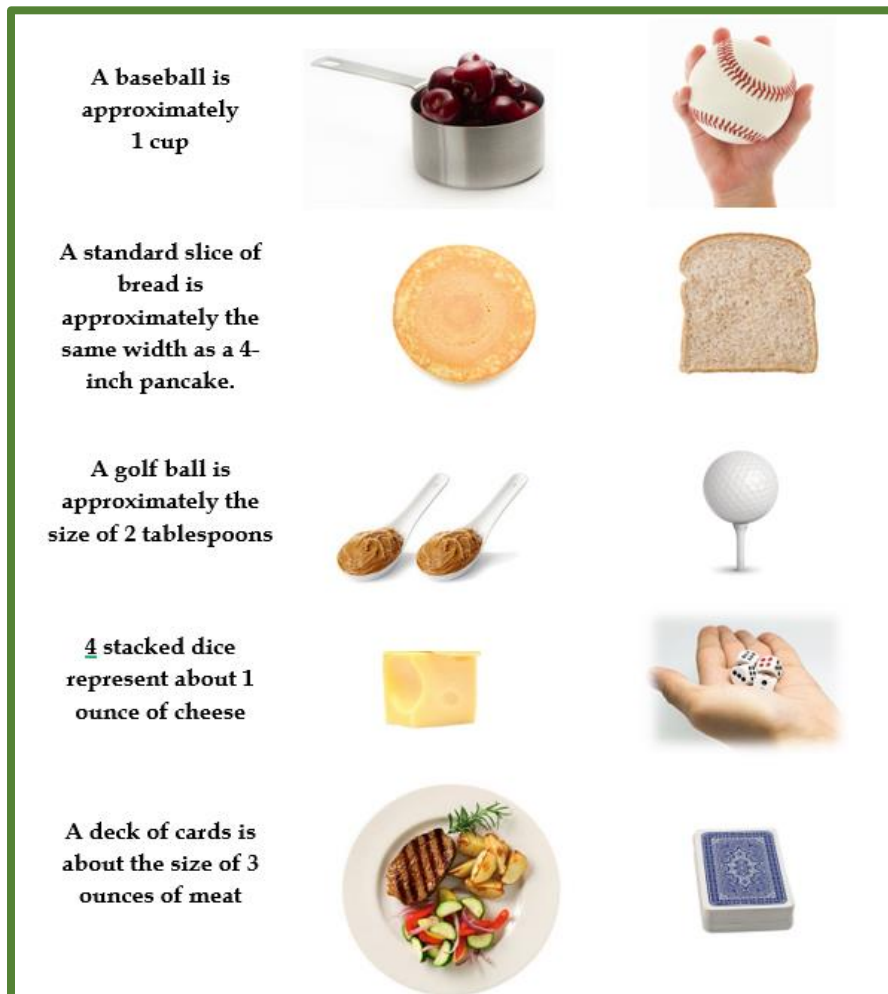 A baseball is
approximately
1 cup
A standard slice of
bread is
approximately the
same width as a 4-
inch pancake.
A golf ball is
approximately the
size of 2 tablespoons
4 stacked dice
represent about 1
ounce of cheese
A deck of cards is
about the size of 3
ounces of meat